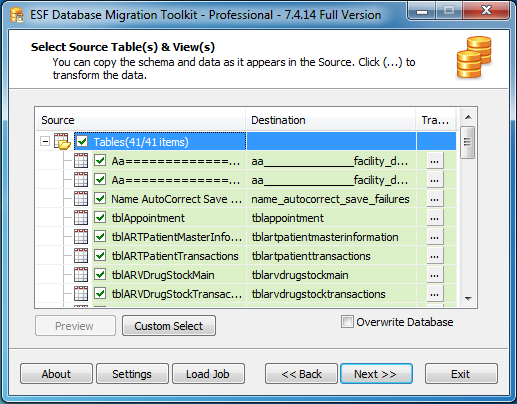 ESF Database Migration Toolkit - Professional - 7.4.14 Full Version
Select Source Table(s) & View(s)
You can copy the schema and data as it appears in the Source. Click (...) to
transform the data.
Source Destination Tra...
Tables(41/41 items)
Aa=============... aa______________facility_d... ...
Aa=============... aa______________facility_d... ...
Name AutoCorrect Save ... name_autocorrect_save_failures ...
tblAppointment tblappointment ...
tblARTPatientMasterInfo... tblartpatientmasterinformation ...
tblARTPatientTransactions tblartpatienttransactions ...
tblARVDrugStockMain tblarvdrugstockmain ...
tblARVDrugStockTransac... tblarvdrugstocktransactions ...
Preview Custom Select Overwrite Database
About Settings Load Job << Back Next >> Exit